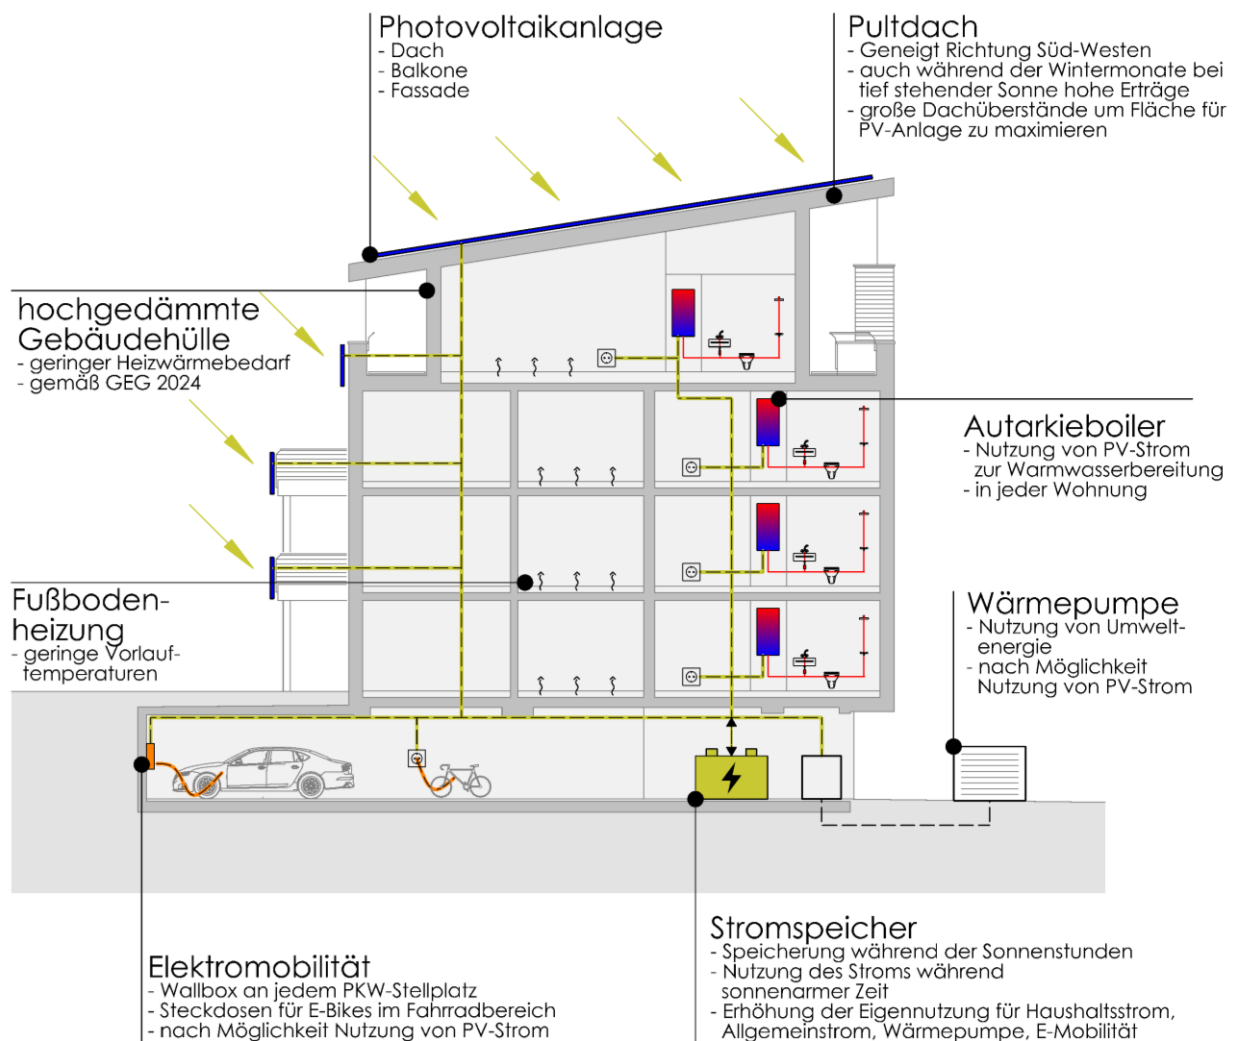 Photovoltaikanlage
- Dach
- Balkone
- Fassade
Pultdach
- Geneigt Richtung Süd-Westen
- auch während der Wintermonate bei
tief stehender Sonne hohe Erträge
- große Dachüberstände um Fläche für
PV-Anlage zu maximieren
hochgedämmte
Gebäudehülle
- geringer Heizwärmebedarf
- gemäß GEG 2024
Autarkieboiler
- Nutzung von PV-Strom
zur Warmwasserbereitung
- in jeder Wohnung
Fußboden-
heizung
- geringe Vorlauf-
temperaturen
Wärmepumpe
- Nutzung von Umwelt-
energie
- nach Möglichkeit
Nutzung von PV-Strom
Elektromobilität
- Wallbox an jedem PKW-Stellplatz
- Steckdosen für E-Bikes im Fahrradbereich
- nach Möglichkeit Nutzung von PV-Strom
Stromspeicher
- Speicherung während der Sonnenstunden
- Nutzung des Stroms während
sonnenarmer Zeit
- Erhöhung der Eigennutzung für Haushaltsstrom,
Allgemeinstrom, Wärmepumpe, E-Mobilität